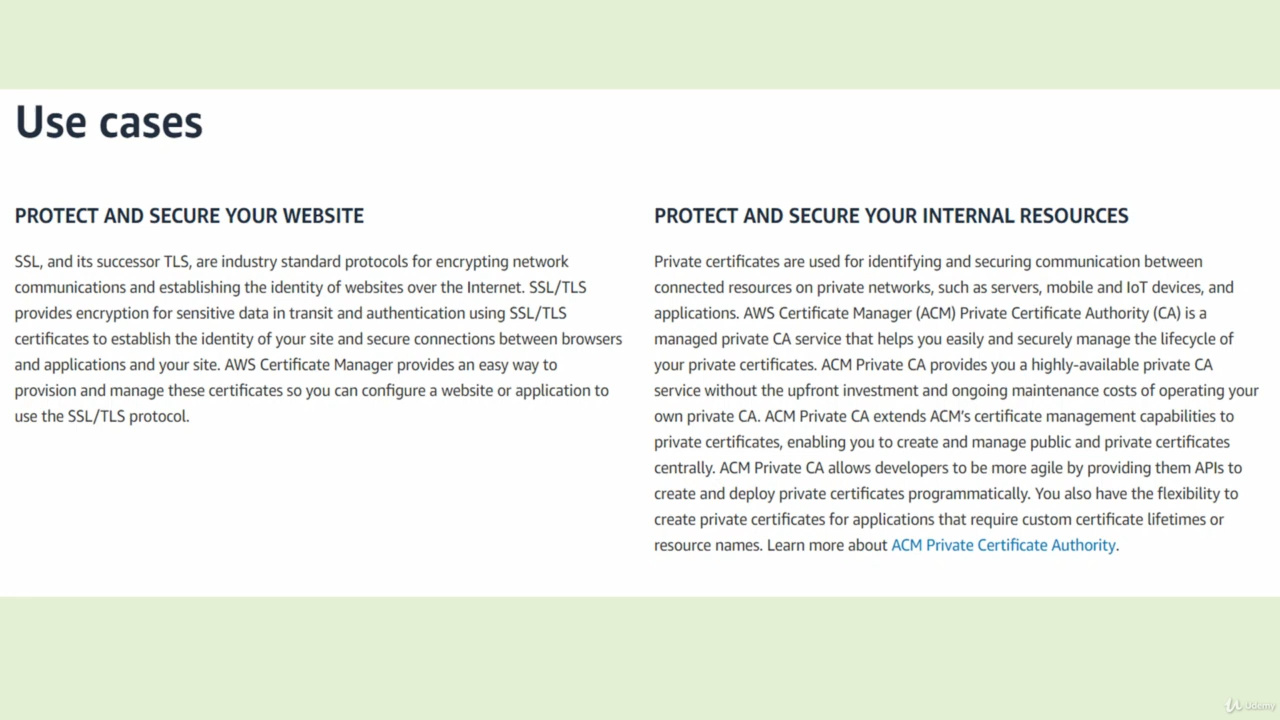 Use cases
PROTECT AND SECURE YOUR WEBSITE
SSL, and its successor TLS, are industry standard protocols for encrypting network
communications and establishing the identity of websites over the Internet. SSL/TLS
provides encryption for sensitive data in transit and authentication using SSL/TLS
certificates to establish the identity of your site and secure connections between browsers
and applications and your site. AWS Certificate Manager provides an easy way to
provision and manage these certificates so you can configure a website or application to
use the SSL/TLS protocol.
PROTECT AND SECURE YOUR INTERNAL RESOURCES
Private certificates are used for identifying and securing communication between
connected resources on private networks, such as servers, mobile and IoT devices, and
applications. AWS Certificate Manager (ACM) Private Certificate Authority (CA) is a
managed private CA service that helps you easily and securely manage the lifecycle of
your private certificates. ACM Private CA provides you a highly-available private CA
service without the upfront investment and ongoing maintenance costs of operating your
own private CA. ACM Private CA extends ACM’s certificate management capabilities to
private certificates, enabling you to create and manage public and private certificates
centrally. ACM Private CA allows developers to be more agile by providing them APIs to
create and deploy private certificates programmatically. You also have the flexibility to
create private certificates for applications that require custom certificate lifetimes or
resource names. Learn more about ACM Private Certificate Authority.
Udemy